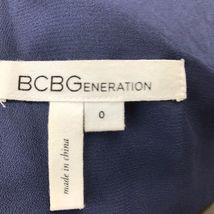 BCBGENERATION
0
made in china